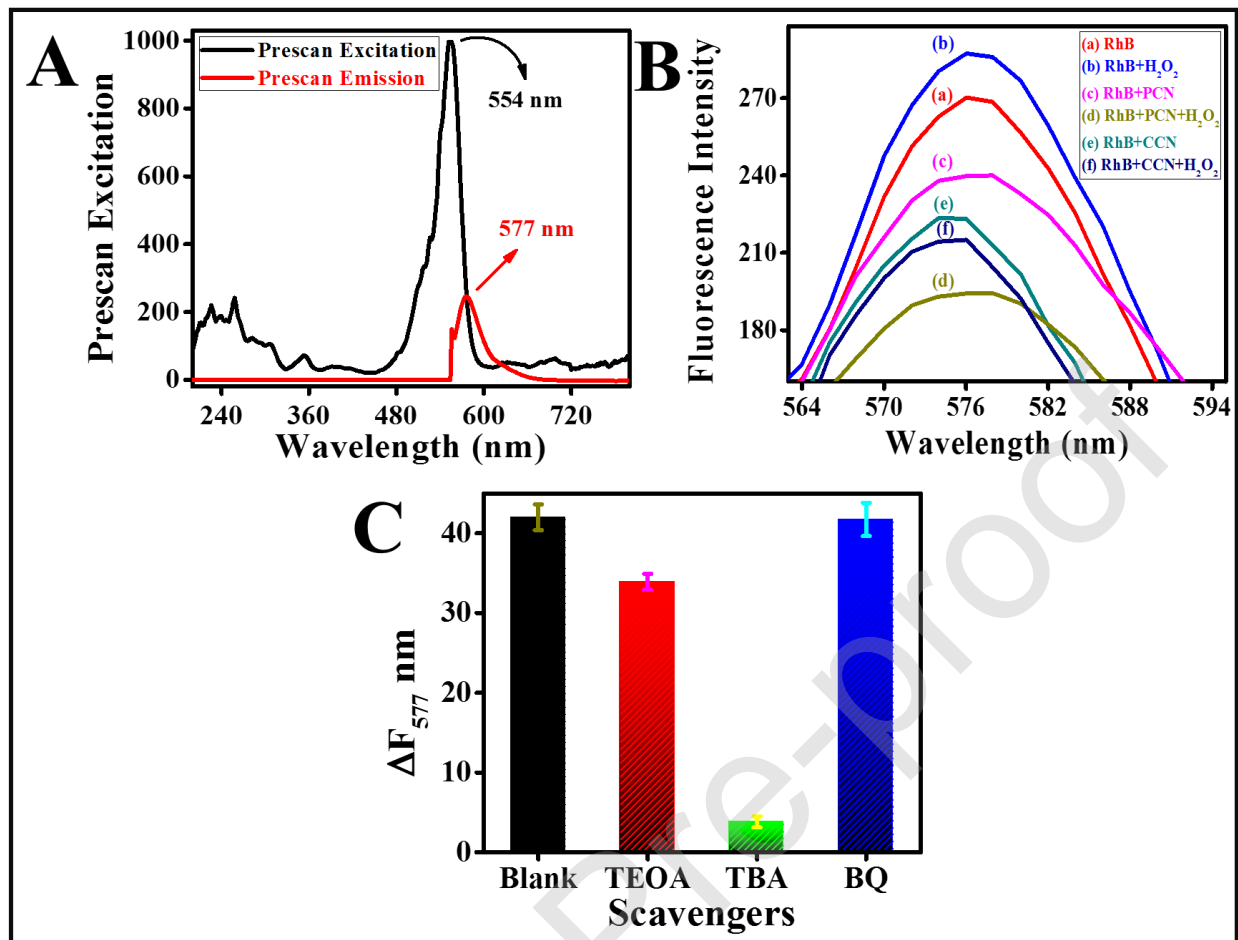 A
Prescan Excitation
Prescan Emission
554 nm
577 nm
1000
800
600
400
200
0
Prescan Excitation
240 360 480 600 720
Wavelength (nm)
B
(a) RhB
(b) RhB+H₂O₂
(c) RhB+PCN
(d) RhB+PCN+H₂O₂
(e) RhB+CCN
(f) RhB+CCN+H₂O₂
(b)
(a)
(c)
(e)
(f)
(d)
270
240
210
180
Fluorescence Intensity
564 570 576 582 588 594
Wavelength (nm)
C
40
30
20
10
0
ΔF₅₇₇ nm
Blank TEOA TBA BQ
Scavengers
Pre-proof